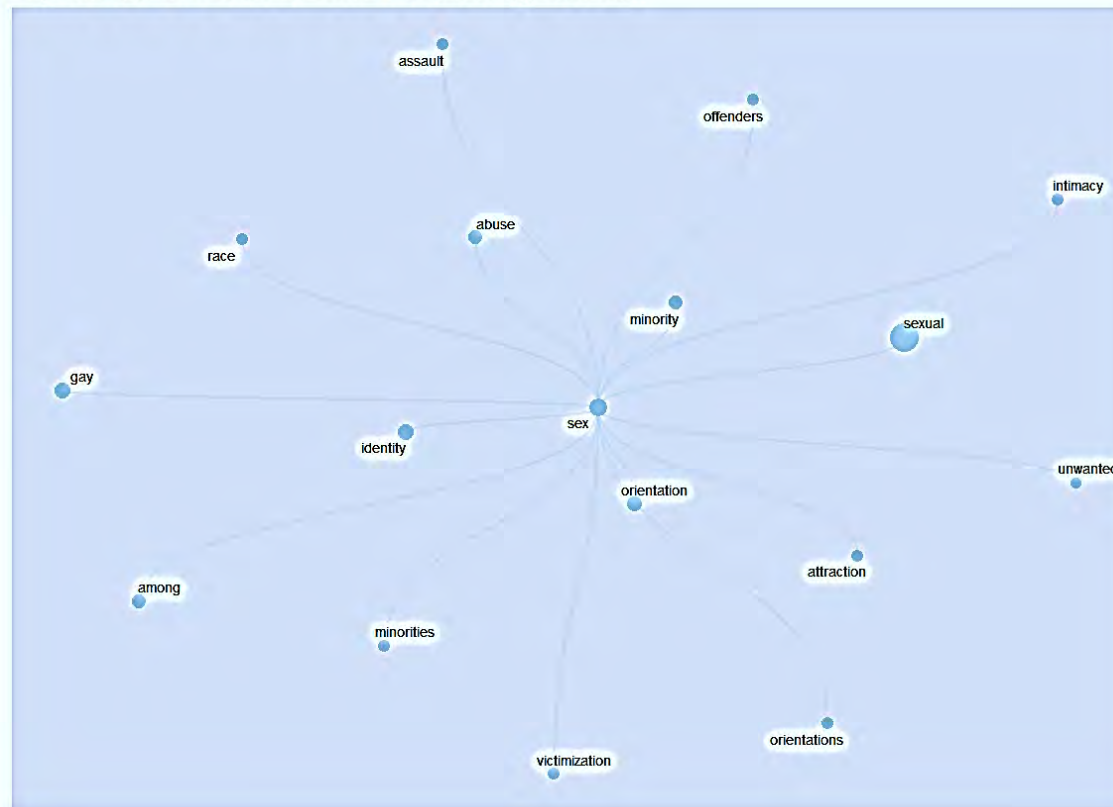 assault
offenders
intimacy
abuse
race
minority
sexual
gay
sex
identity
unwanted
orientation
attraction
among
minorities
orientations
victimization